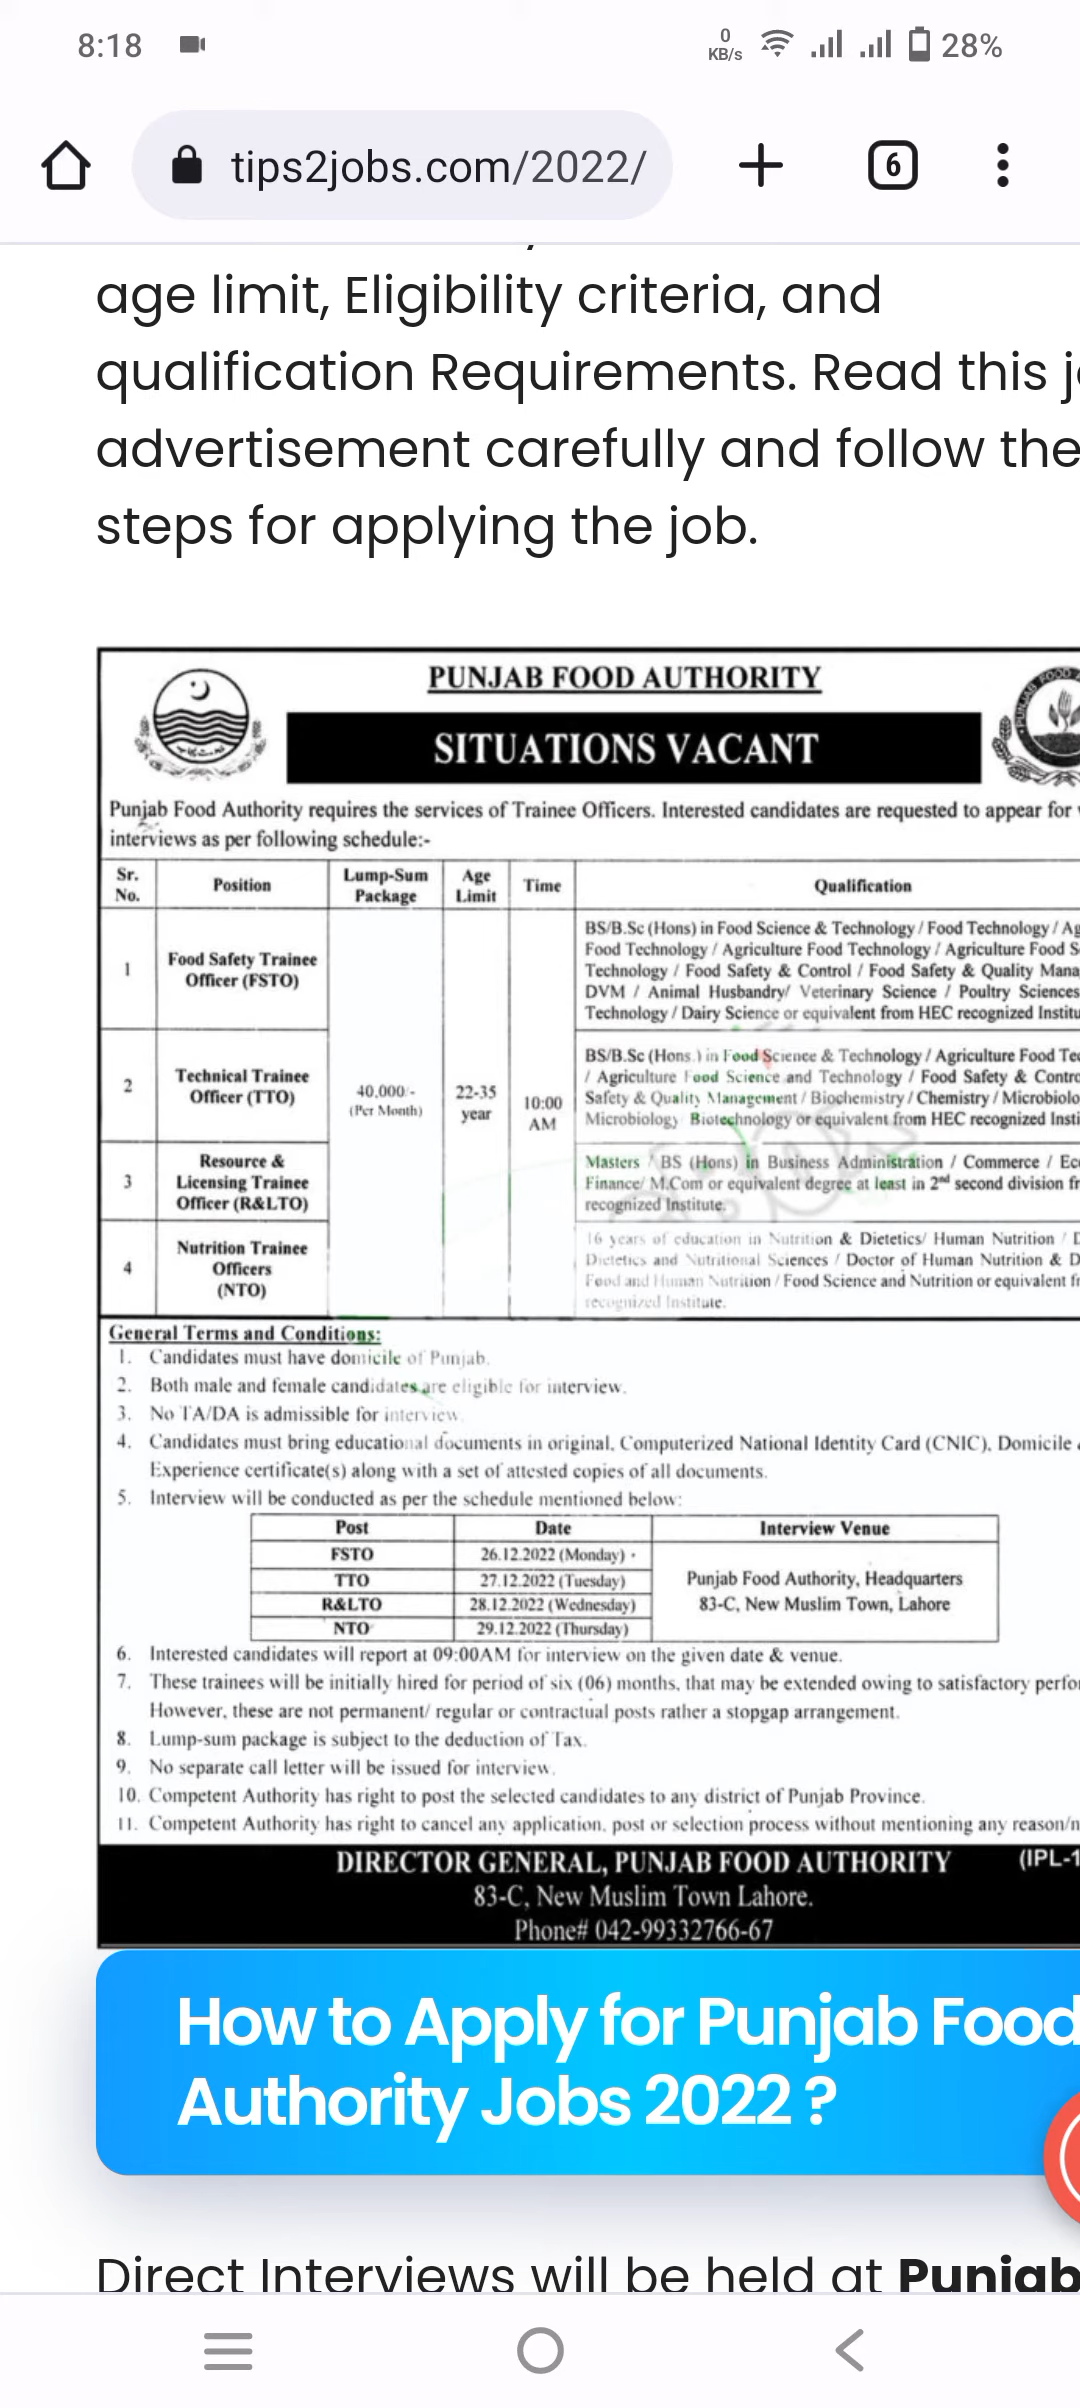 8:18
0 KB/s
28%
tips2jobs.com/2022/
6
age limit, Eligibility criteria, and
qualification Requirements. Read this
advertisement carefully and follow the
steps for applying the job.
PUNJAB FOOD AUTHORITY
SITUATIONS VACANT
Punjab Food Authority requires the services of Trainee Officers. Interested candidates are requested to appear for
interviews as per following schedule:-
Sr. No. Position Lump-Sum Package Age Limit Time Qualification
1 Food Safety Trainee Officer (FSTO)
BS/B.Sc (Hons) in Food Science & Technology / Food Technology / Ag
Food Technology / Agriculture Food Technology / Agriculture Food S
Technology / Food Safety & Control / Food Safety & Quality Mana
DVM / Animal Husbandry/ Veterinary Science / Poultry Sciences
Technology / Dairy Science or equivalent from HEC recognized Institu
2 Technical Trainee Officer (TTO)
40,000/- (Per Month)
22-35 year
10:00 AM
BS/B.Sc (Hons.) in Food Science & Technology / Agriculture Food Tec
/ Agriculture Food Science and Technology / Food Safety & Contro
Safety & Quality Management / Biochemistry / Chemistry / Microbiolo
Microbiology Biotechnology or equivalent from HEC recognized Insti
3 Resource & Licensing Trainee Officer (R&LTO)
Masters / BS (Hons) in Business Administration / Commerce / Eco
Finance/ M.Com or equivalent degree at least in 2nd second division fr
recognized Institute.
4 Nutrition Trainee Officers (NTO)
16 years of education in Nutrition & Dietetics/ Human Nutrition / D
Dietetics and Nutritional Sciences / Doctor of Human Nutrition & D
Food and Human Nutrition / Food Science and Nutrition or equivalent fr
recognized Institute.
General Terms and Conditions:
1. Candidates must have domicile of Punjab.
2. Both male and female candidates are eligible for interview.
3. No TA/DA is admissible for interview.
4. Candidates must bring educational documents in original, Computerized National Identity Card (CNIC), Domicile
Experience certificate(s) along with a set of attested copies of all documents.
5. Interview will be conducted as per the schedule mentioned below:
Post Date Interview Venue
FSTO 26.12.2022 (Monday)
TTO 27.12.2022 (Tuesday)
R&LTO 28.12.2022 (Wednesday)
NTO 29.12.2022 (Thursday)
Punjab Food Authority, Headquarters
83-C, New Muslim Town, Lahore
6. Interested candidates will report at 09:00AM for interview on the given date & venue.
7. These trainees will be initially hired for period of six (06) months, that may be extended owing to satisfactory perfor
However, these are not permanent/ regular or contractual posts rather a stopgap arrangement.
8. Lump-sum package is subject to the deduction of Tax.
9. No separate call letter will be issued for interview.
10. Competent Authority has right to post the selected candidates to any district of Punjab Province.
11. Competent Authority has right to cancel any application, post or selection process without mentioning any reason/n
DIRECTOR GENERAL, PUNJAB FOOD AUTHORITY (IPL-1
83-C, New Muslim Town Lahore.
Phone# 042-99332766-67
How to Apply for Punjab Food
Authority Jobs 2022 ?
Direct Interviews will be held at Punjab